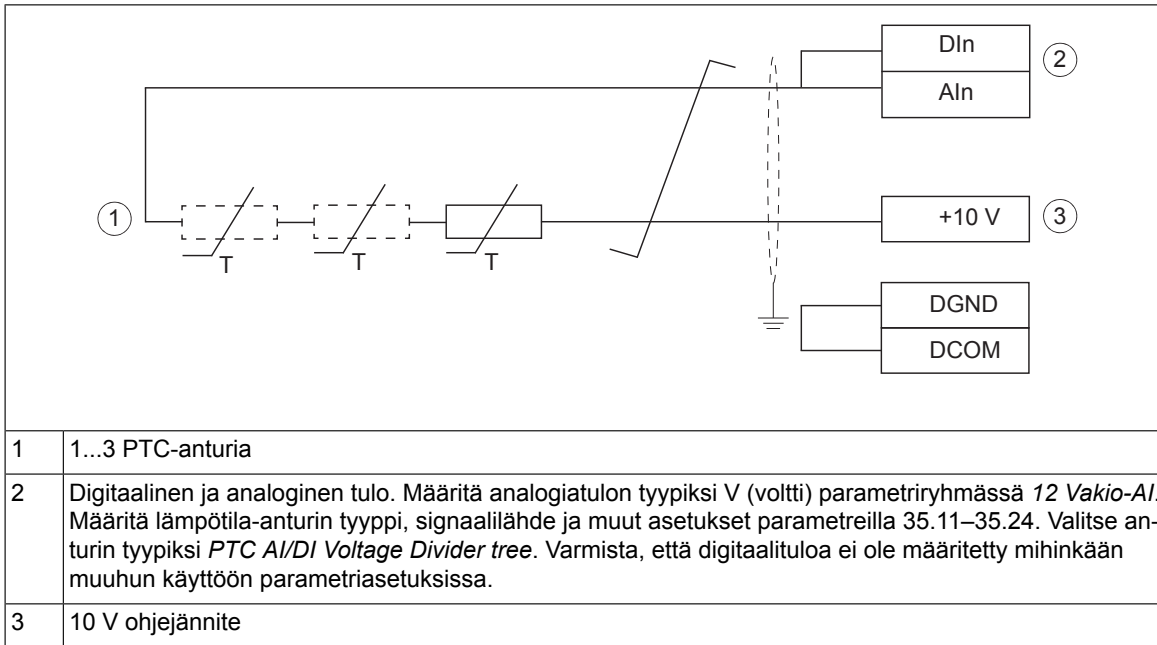 DIn
2
AIn
1
T
T
T
+10 V
3
DGND
DCOM
1 1...3 PTC-anturia
2 Digitaalinen ja analoginen tulo. Määritä analogiatulon tyypiksi V (voltti) parametriryhmässä 12 Vakio-AI.
Määritä lämpötila-anturin tyyppi, signaalilähde ja muut asetukset parametreilla 35.11–35.24. Valitse an-
turin tyypiksi PTC AI/DI Voltage Divider tree. Varmista, että digitaalituloa ei ole määritetty mihinkään
muuhun käyttöön parametriasetuksissa.
3 10 V ohjejännite